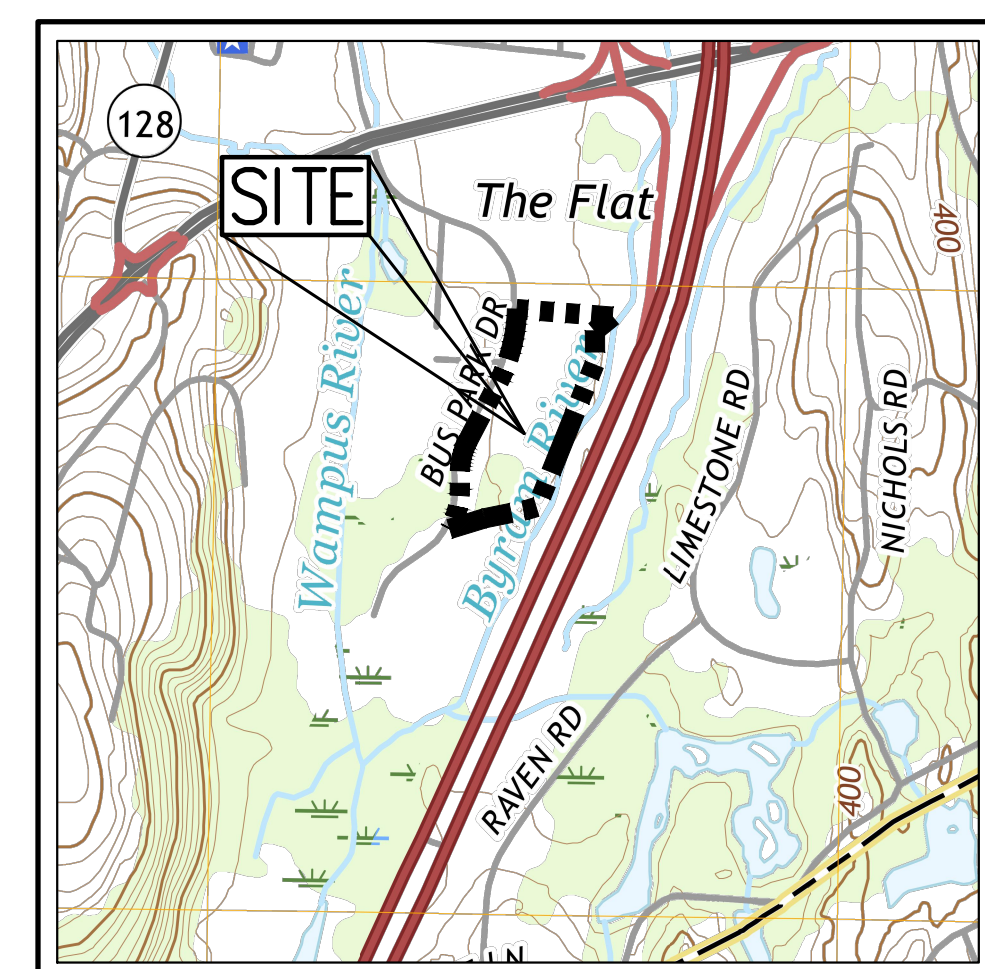 128
SITE
The Flat
400
Wampus River
BUS PARK DR
Byram River
LIMESTONE RD
NICHOLS RD
RAVEN RD
400
LN